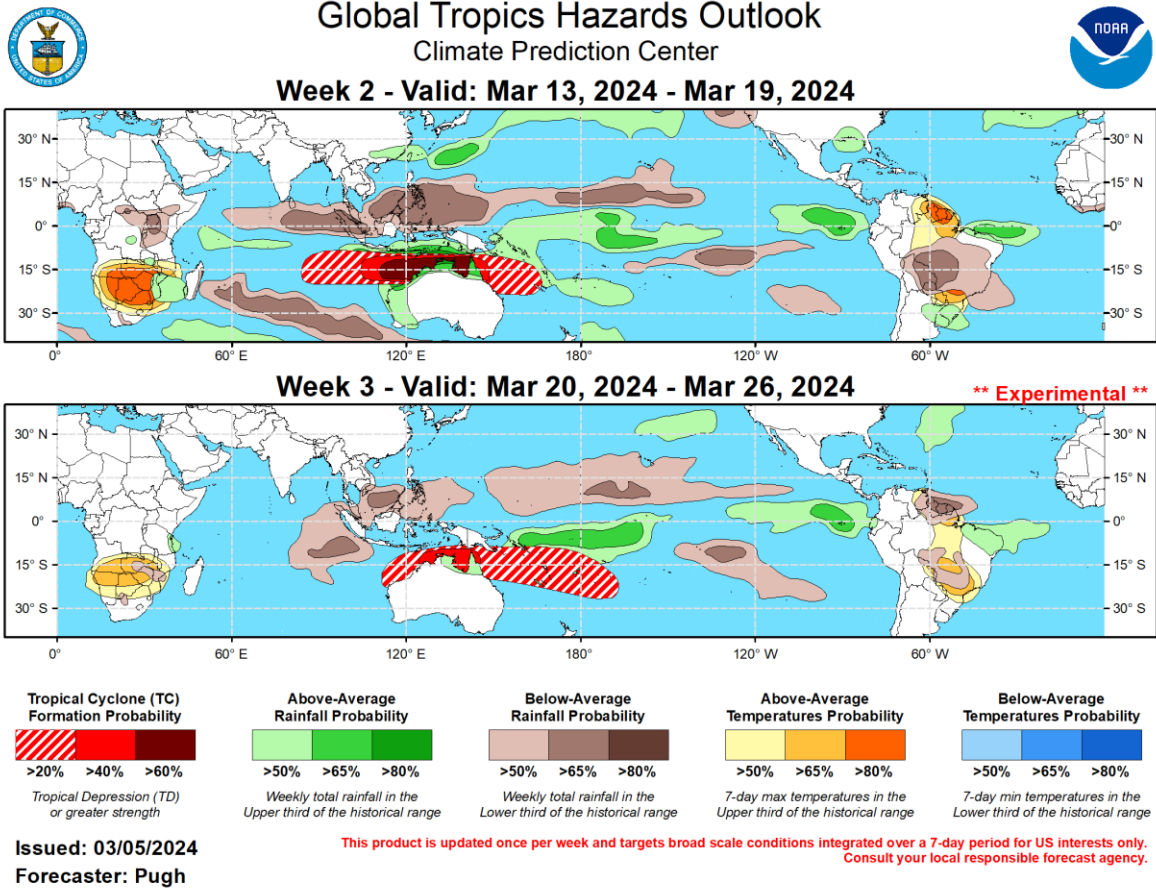 Global Tropics Hazards Outlook
Climate Prediction Center
DEPARTMENT OF COMMERCE
UNITED STATES OF AMERICA
NOAA
Week 2 - Valid: Mar 13, 2024 - Mar 19, 2024
30° N 30° N
15° N 15° N
0° 0°
15° S 15° S
30° S 30° S
0° 60° E 120° E 180° 120° W 60° W
Week 3 - Valid: Mar 20, 2024 - Mar 26, 2024
** Experimental **
30° N 30° N
15° N 15° N
0° 0°
15° S 15° S
30° S 30° S
0° 60° E 120° E 180° 120° W 60° W
Tropical Cyclone (TC)
Formation Probability
>20% >40% >60%
Tropical Depression (TD)
or greater strength
Above-Average
Rainfall Probability
>50% >65% >80%
Weekly total rainfall in the
Upper third of the historical range
Below-Average
Rainfall Probability
>50% >65% >80%
Weekly total rainfall in the
Lower third of the historical range
Above-Average
Temperatures Probability
>50% >65% >80%
7-day max temperatures in the
Upper third of the historical range
Below-Average
Temperatures Probability
>50% >65% >80%
7-day min temperatures in the
Lower third of the historical range
Issued: 03/05/2024
Forecaster: Pugh
This product is updated once per week and targets broad scale conditions integrated over a 7-day period for US interests only.
Consult your local responsible forecast agency.